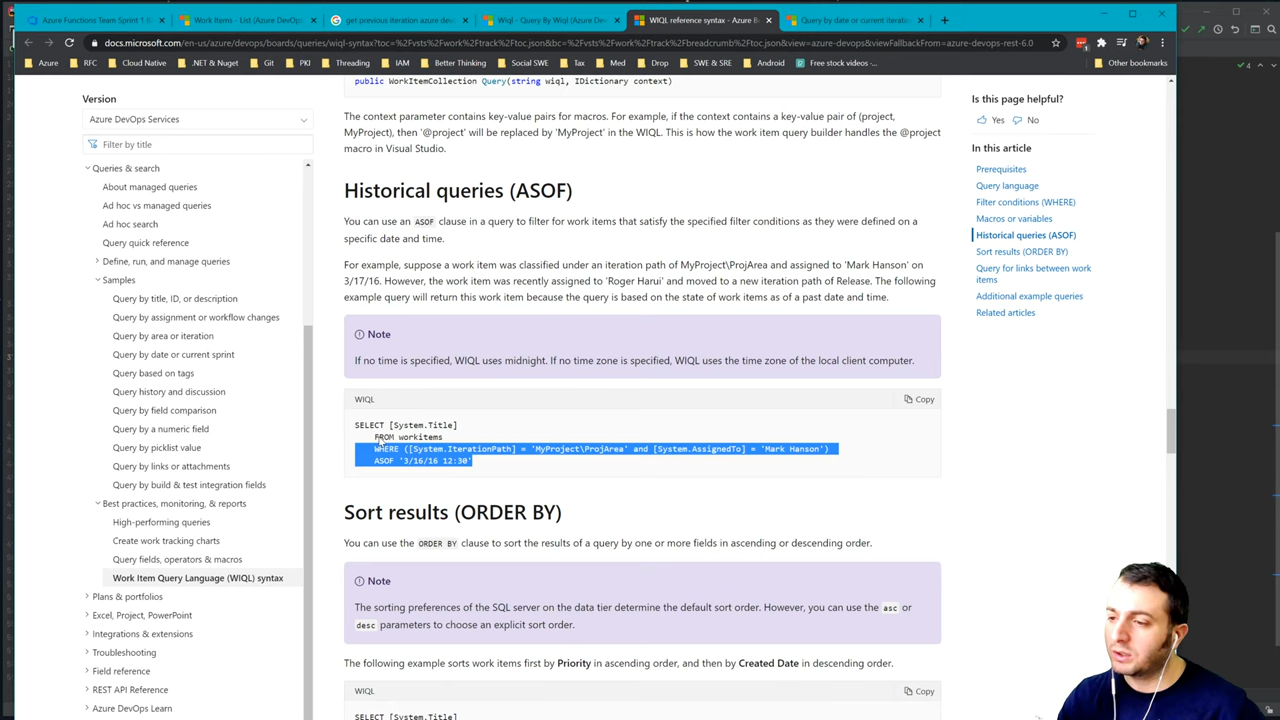 Azure Functions Team Sprint 1
Work Items - List (Azure DevOps
get previous iteration azure dev
Wiql - Query By Wiql (Azure Dev
WIQL reference syntax - Azure B
Query by date or current iteration
docs.microsoft.com/en-us/azure/devops/boards/queries/wiql-syntax?toc=%2Fvsts%2Fwork%2Ftrack%2Ftoc.json&bc=%2Fvsts%2Fwork%2Ftrack%2Fbreadcrumb%2Ftoc.json&view=azure-devops&viewFallbackFrom=azure-devops-rest-6.0
Azure
RFC
Cloud Native
.NET & Nuget
Git
PKI
Threading
IAM
Better Thinking
Social SWE
Tax
Med
Drop
SWE & SRE
Android
Free stock videos -...
Other bookmarks
Version
Azure DevOps Services
Filter by title
Queries & search
About managed queries
Ad hoc vs managed queries
Ad hoc search
Query quick reference
Define, run, and manage queries
Samples
Query by title, ID, or description
Query by assignment or workflow changes
Query by area or iteration
Query by date or current sprint
Query based on tags
Query history and discussion
Query by field comparison
Query by a numeric field
Query by picklist value
Query by links or attachments
Query by build & test integration fields
Best practices, monitoring, & reports
High-performing queries
Create work tracking charts
Query fields, operators & macros
Work Item Query Language (WIQL) syntax
Plans & portfolios
Excel, Project, PowerPoint
Integrations & extensions
Troubleshooting
Field reference
REST API Reference
Azure DevOps Learn
public WorkItemCollection Query(string wiql, IDictionary context)
The context parameter contains key-value pairs for macros. For example, if the context contains a key-value pair of (project,
MyProject), then '@project' will be replaced by 'MyProject' in the WIQL. This is how the work item query builder handles the @project
macro in Visual Studio.
Historical queries (ASOF)
You can use an ASOF clause in a query to filter for work items that satisfy the specified filter conditions as they were defined on a
specific date and time.
For example, suppose a work item was classified under an iteration path of MyProject\ProjArea and assigned to 'Mark Hanson' on
3/17/16. However, the work item was recently assigned to 'Roger Harui' and moved to a new iteration path of Release. The following
example query will return this work item because the query is based on the state of work items as of a past date and time.
Note
If no time is specified, WIQL uses midnight. If no time zone is specified, WIQL uses the time zone of the local client computer.
WIQL
Copy
SELECT [System.Title]
FROM workitems
WHERE ([System.IterationPath] = 'MyProject\ProjArea' and [System.AssignedTo] = 'Mark Hanson')
ASOF '3/16/16 12:30'
Sort results (ORDER BY)
You can use the ORDER BY clause to sort the results of a query by one or more fields in ascending or descending order.
Note
The sorting preferences of the SQL server on the data tier determine the default sort order. However, you can use the asc or
desc parameters to choose an explicit sort order.
The following example sorts work items first by Priority in ascending order, and then by Created Date in descending order.
WIQL
Copy
SELECT [System.Title]
Is this page helpful?
Yes
No
In this article
Prerequisites
Query language
Filter conditions (WHERE)
Macros or variables
Historical queries (ASOF)
Sort results (ORDER BY)
Query for links between work
items
Additional example queries
Related articles